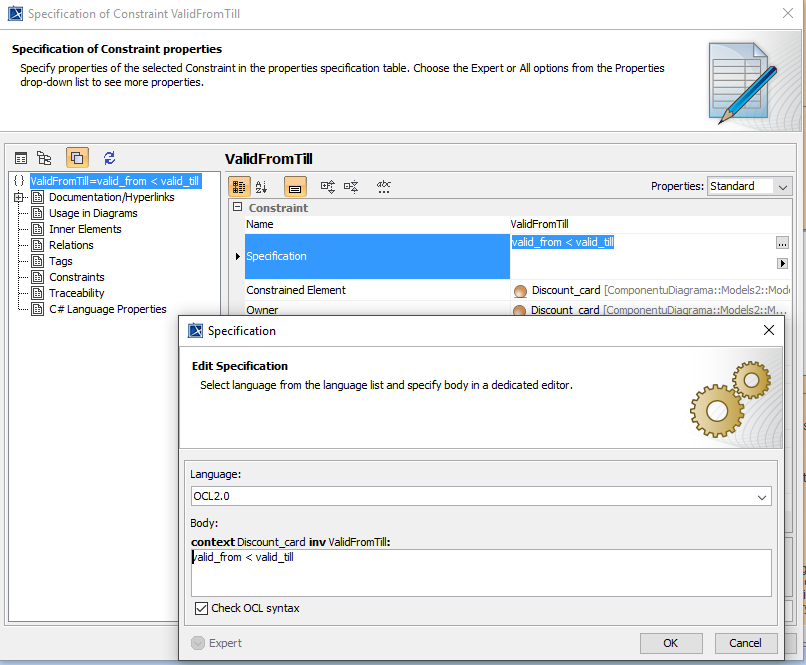 Specification of Constraint ValidFromTill
Specification of Constraint properties
Specify properties of the selected Constraint in the properties specification table. Choose the Expert or All options from the Properties
drop-down list to see more properties.
ValidFromTill
Properties: Standard
{ } ValidFromTill=valid_from < valid_till
Documentation/Hyperlinks
Usage in Diagrams
Inner Elements
Relations
Tags
Constraints
Traceability
C# Language Properties
Constraint
Name ValidFromTill
Specification valid_from < valid_till
Constrained Element Discount_card [ComponentuDiagrama::Models2::Mode
Owner Discount_card [ComponentuDiagrama::Models2::M...
Specification
Edit Specification
Select language from the language list and specify body in a dedicated editor.
Language:
OCL2.0
Body:
context Discount_card inv ValidFromTill:
valid_from < valid_till
Check OCL syntax
Expert
OK Cancel